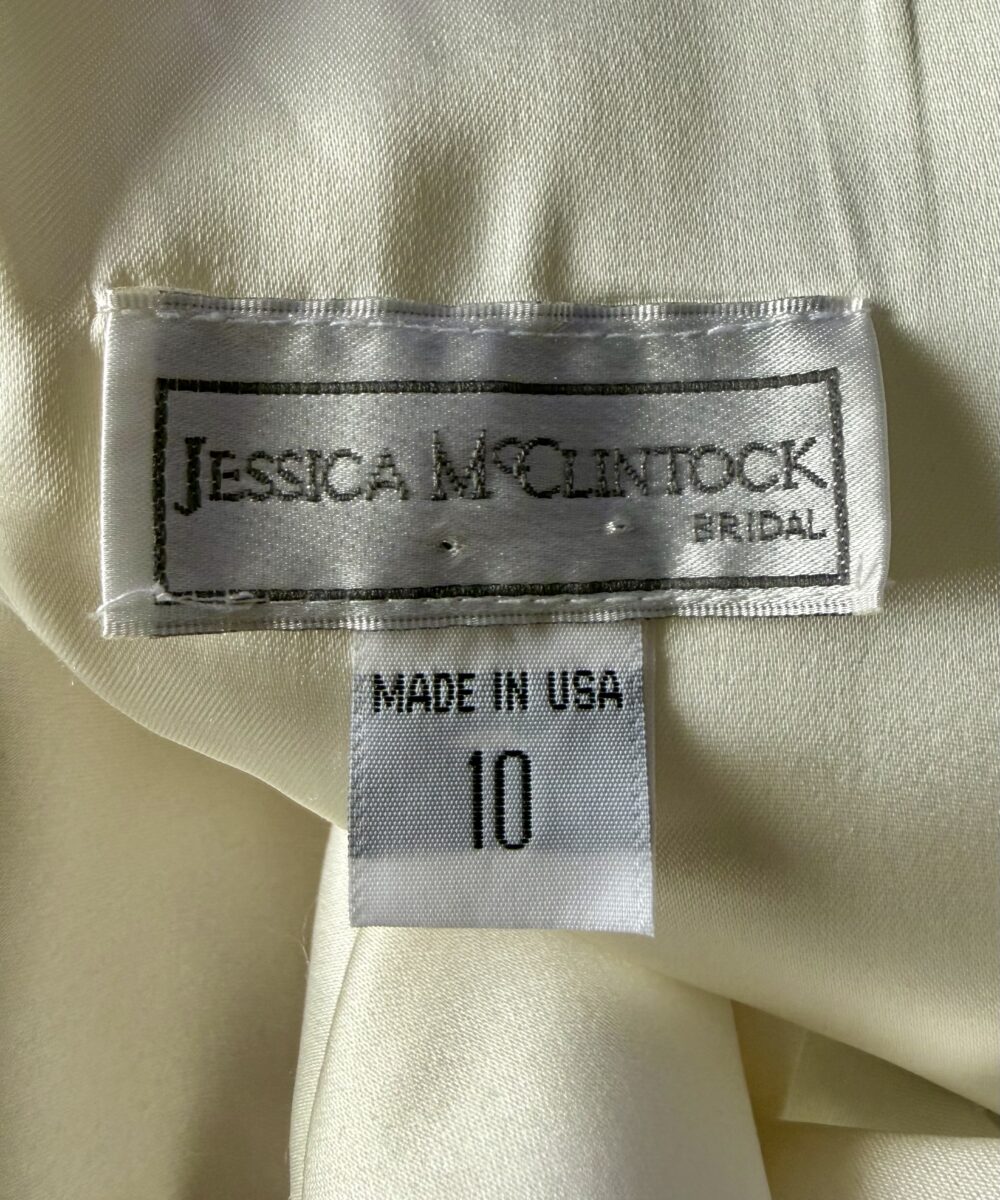 JESSICA McCLINTOCK
BRIDAL
MADE IN USA
10